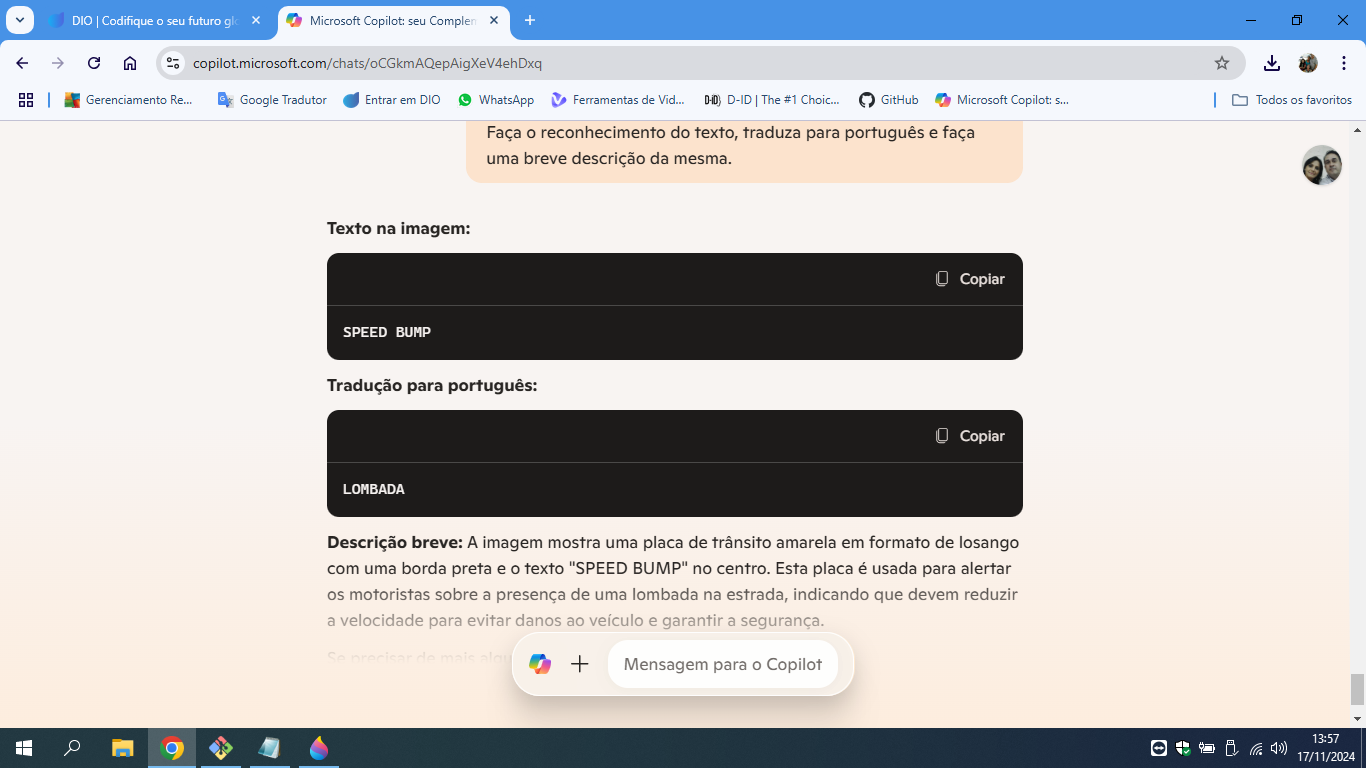 DIO | Codifique o seu futuro glo
Microsoft Copilot: seu Complem
copilot.microsoft.com/chats/oCGkmAQepAigXeV4ehDxq
Gerenciamento Re...
Google Tradutor
Entrar em DIO
WhatsApp
Ferramentas de Vid...
D-ID | The #1 Choic...
GitHub
Microsoft Copilot: s...
Todos os favoritos
Faça o reconhecimento do texto, traduza para português e faça
uma breve descrição da mesma.
Texto na imagem:
Copiar
SPEED BUMP
Tradução para português:
Copiar
LOMBADA
Descrição breve: A imagem mostra uma placa de trânsito amarela em formato de losango
com uma borda preta e o texto "SPEED BUMP" no centro. Esta placa é usada para alertar
os motoristas sobre a presença de uma lombada na estrada, indicando que devem reduzir
a velocidade para evitar danos ao veículo e garantir a segurança.
Se precisar de mais algu
Mensagem para o Copilot
13:57
17/11/2024